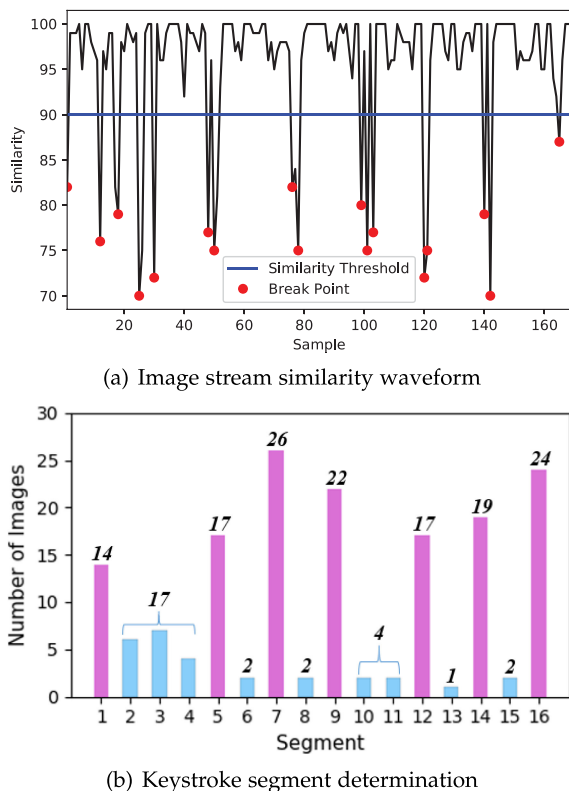 100
95
90
85
80
75
70
Similarity
Similarity Threshold
Break Point
20 40 60 80 100 120 140 160
Sample
(a) Image stream similarity waveform
30
25
20
15
10
5
0
Number of Images
14 17 17 2 26 2 22 4 17 1 19 2 24
1 2 3 4 5 6 7 8 9 10 11 12 13 14 15 16
Segment
(b) Keystroke segment determination